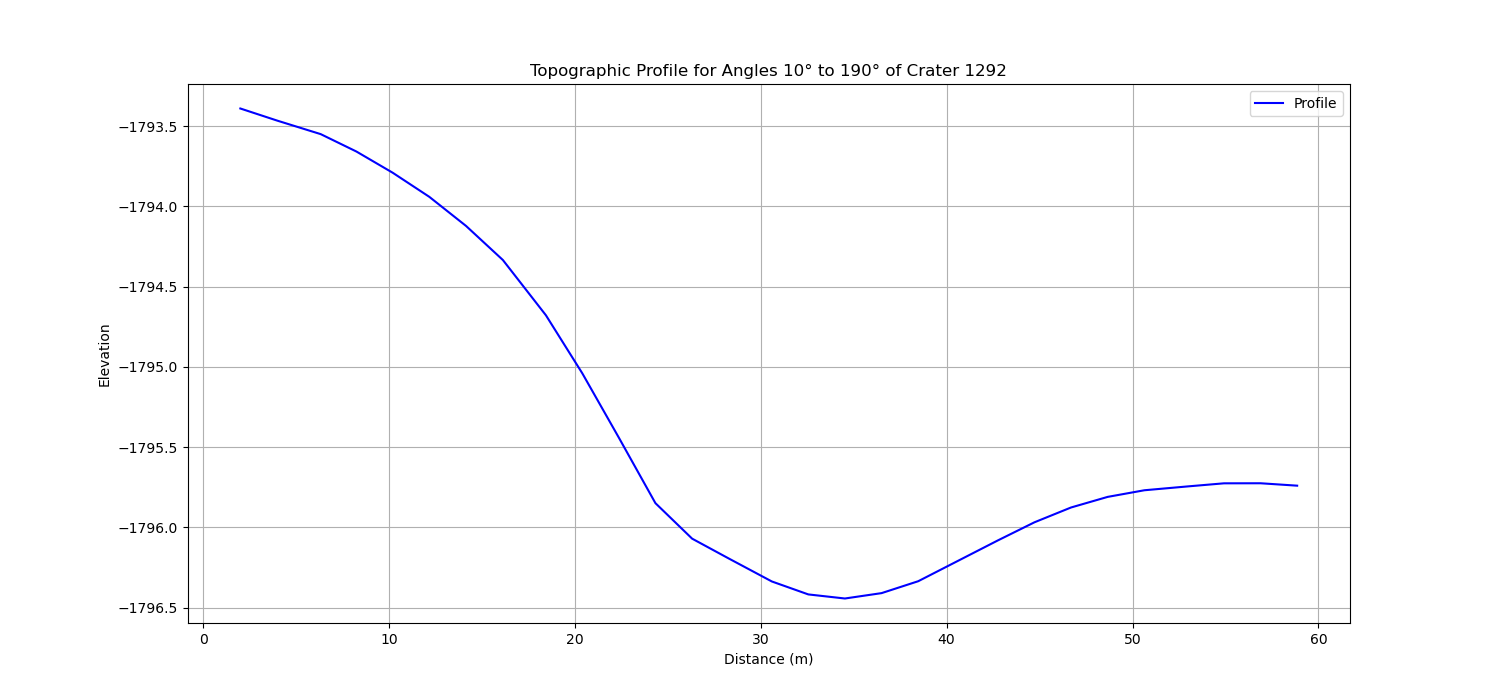 Topographic Profile for Angles 10° to 190° of Crater 1292
Profile
−1793.5
−1794.0
−1794.5
−1795.0
−1795.5
−1796.0
−1796.5
Elevation
0 10 20 30 40 50 60
Distance (m)